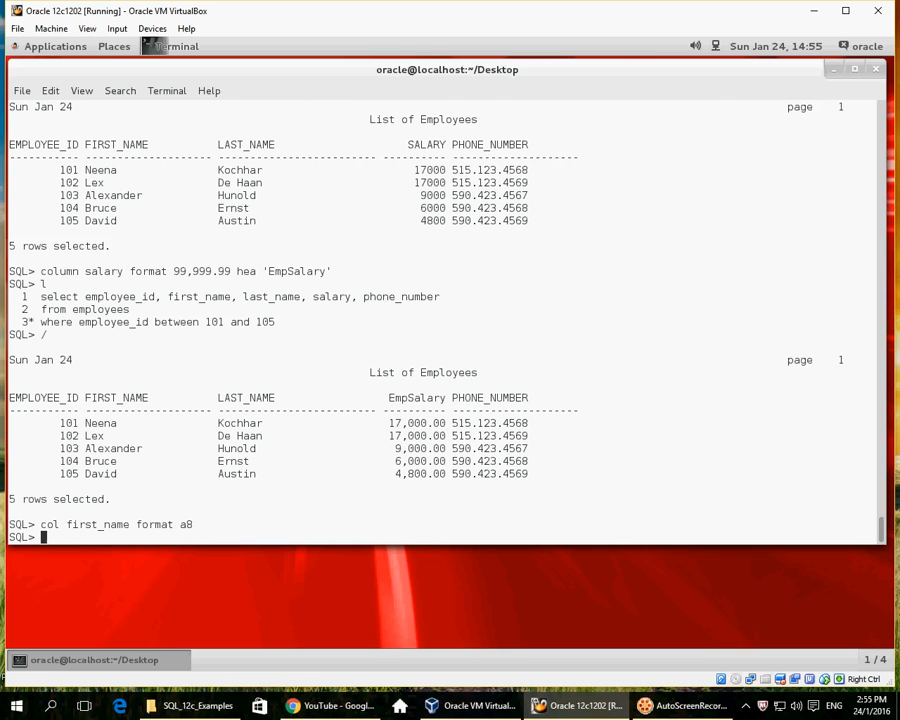 Oracle 12c1202 [Running] - Oracle VM VirtualBox
File Machine View Input Devices Help
Applications Places Terminal Sun Jan 24, 14:55 oracle
oracle@localhost:~/Desktop
File Edit View Search Terminal Help
Sun Jan 24 page 1
List of Employees
EMPLOYEE_ID FIRST_NAME LAST_NAME SALARY PHONE_NUMBER
----------- -------------------- ------------------------- ---------- --------------------
101 Neena Kochhar 17000 515.123.4568
102 Lex De Haan 17000 515.123.4569
103 Alexander Hunold 9000 590.423.4567
104 Bruce Ernst 6000 590.423.4568
105 David Austin 4800 590.423.4569
5 rows selected.
SQL> column salary format 99,999.99 hea 'EmpSalary'
SQL> l
1 select employee_id, first_name, last_name, salary, phone_number
2 from employees
3* where employee_id between 101 and 105
SQL> /
Sun Jan 24 page 1
List of Employees
EMPLOYEE_ID FIRST_NAME LAST_NAME EmpSalary PHONE_NUMBER
----------- -------------------- ------------------------- ---------- --------------------
101 Neena Kochhar 17,000.00 515.123.4568
102 Lex De Haan 17,000.00 515.123.4569
103 Alexander Hunold 9,000.00 590.423.4567
104 Bruce Ernst 6,000.00 590.423.4568
105 David Austin 4,800.00 590.423.4569
5 rows selected.
SQL> col first_name format a8
SQL>
oracle@localhost:~/Desktop 1 / 4
Right Ctrl
SQL_12c_Examples YouTube - Googl... Oracle VM Virtual... Oracle 12c1202 [R... AutoScreenRecor... ENG 2:55 PM
24/1/2016